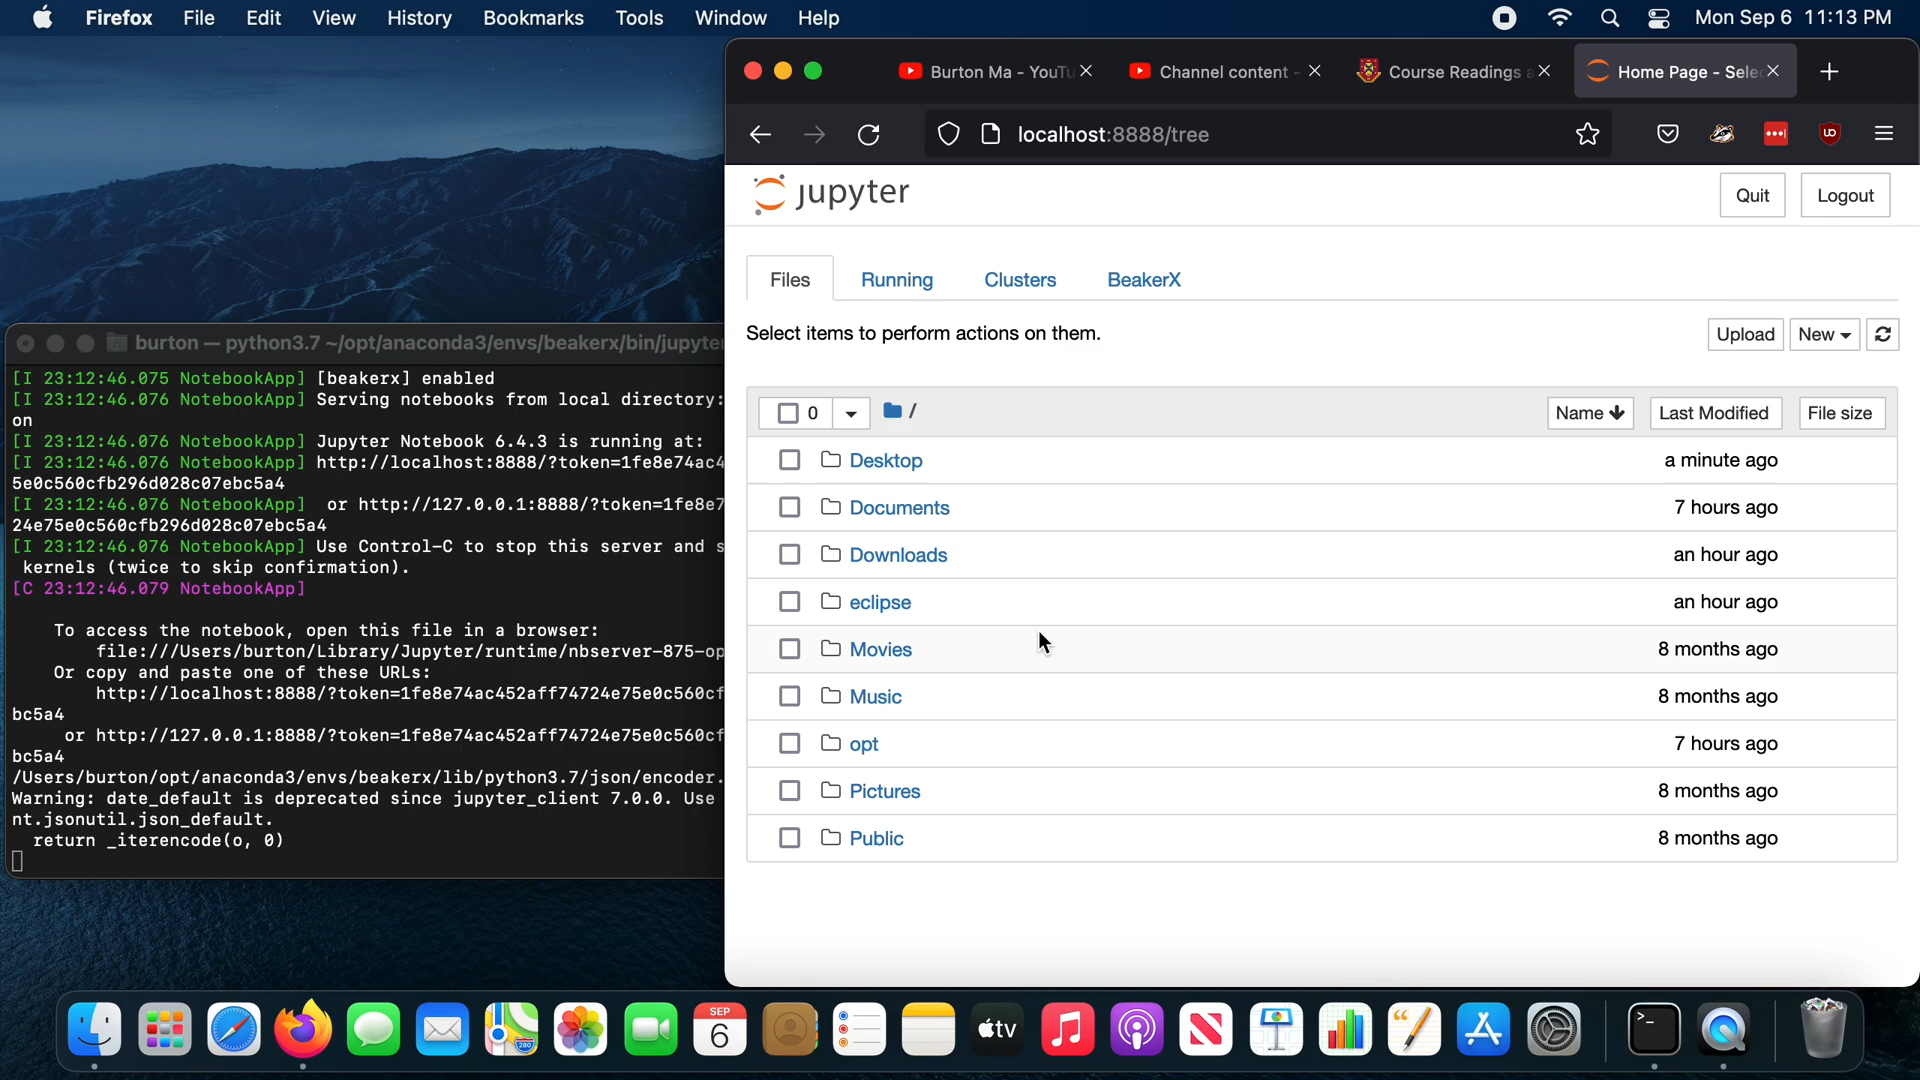 Firefox File Edit View History Bookmarks Tools Window Help Mon Sep 6 11:13 PM
Burton Ma - YouTu Channel content - Course Readings a Home Page - Sele
localhost:8888/tree
jupyter Quit Logout
Files Running Clusters BeakerX
Select items to perform actions on them. Upload New
0 / Name Last Modified File size
Desktop a minute ago
Documents 7 hours ago
Downloads an hour ago
eclipse an hour ago
Movies 8 months ago
Music 8 months ago
opt 7 hours ago
Pictures 8 months ago
Public 8 months ago
burton — python3.7 ~/opt/anaconda3/envs/beakerx/bin/jupyte
[I 23:12:46.075 NotebookApp] [beakerx] enabled
[I 23:12:46.076 NotebookApp] Serving notebooks from local directory:
on
[I 23:12:46.076 NotebookApp] Jupyter Notebook 6.4.3 is running at:
[I 23:12:46.076 NotebookApp] http://localhost:8888/?token=1fe8e74ac4
5e0c560cfb296d028c07ebc5a4
[I 23:12:46.076 NotebookApp] or http://127.0.0.1:8888/?token=1fe8e7
24e75e0c560cfb296d028c07ebc5a4
[I 23:12:46.076 NotebookApp] Use Control-C to stop this server and s
kernels (twice to skip confirmation).
[C 23:12:46.079 NotebookApp]
To access the notebook, open this file in a browser:
file:///Users/burton/Library/Jupyter/runtime/nbserver-875-op
Or copy and paste one of these URLs:
http://localhost:8888/?token=1fe8e74ac452aff74724e75e0c560cf
bc5a4
or http://127.0.0.1:8888/?token=1fe8e74ac452aff74724e75e0c560cf
bc5a4
/Users/burton/opt/anaconda3/envs/beakerx/lib/python3.7/json/encoder.
Warning: date_default is deprecated since jupyter_client 7.0.0. Use
nt.jsonutil.json_default.
return _iterencode(o, 0)
SEP
6
280
tv